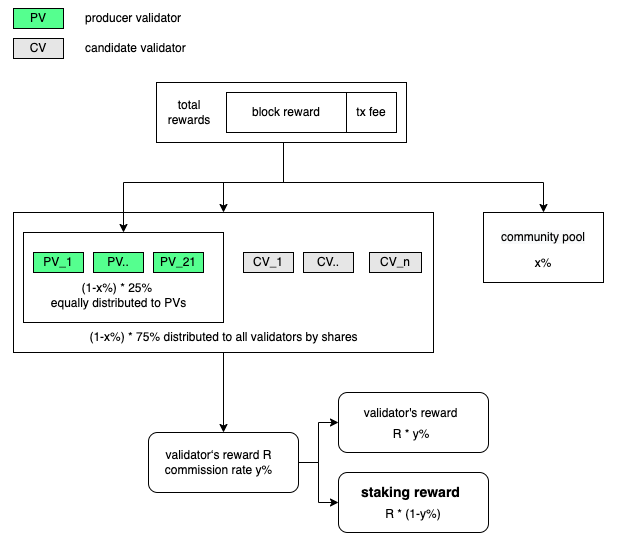 PV
producer validator
CV
candidate validator
total
rewards
block reward
tx fee
community pool
x%
PV_1
PV..
PV_21
CV_1
CV..
CV_n
(1-x%) * 25%
equally distributed to PVs
(1-x%) * 75% distributed to all validators by shares
validator's reward R
commission rate y%
validator's reward
R * y%
staking reward
R * (1-y%)